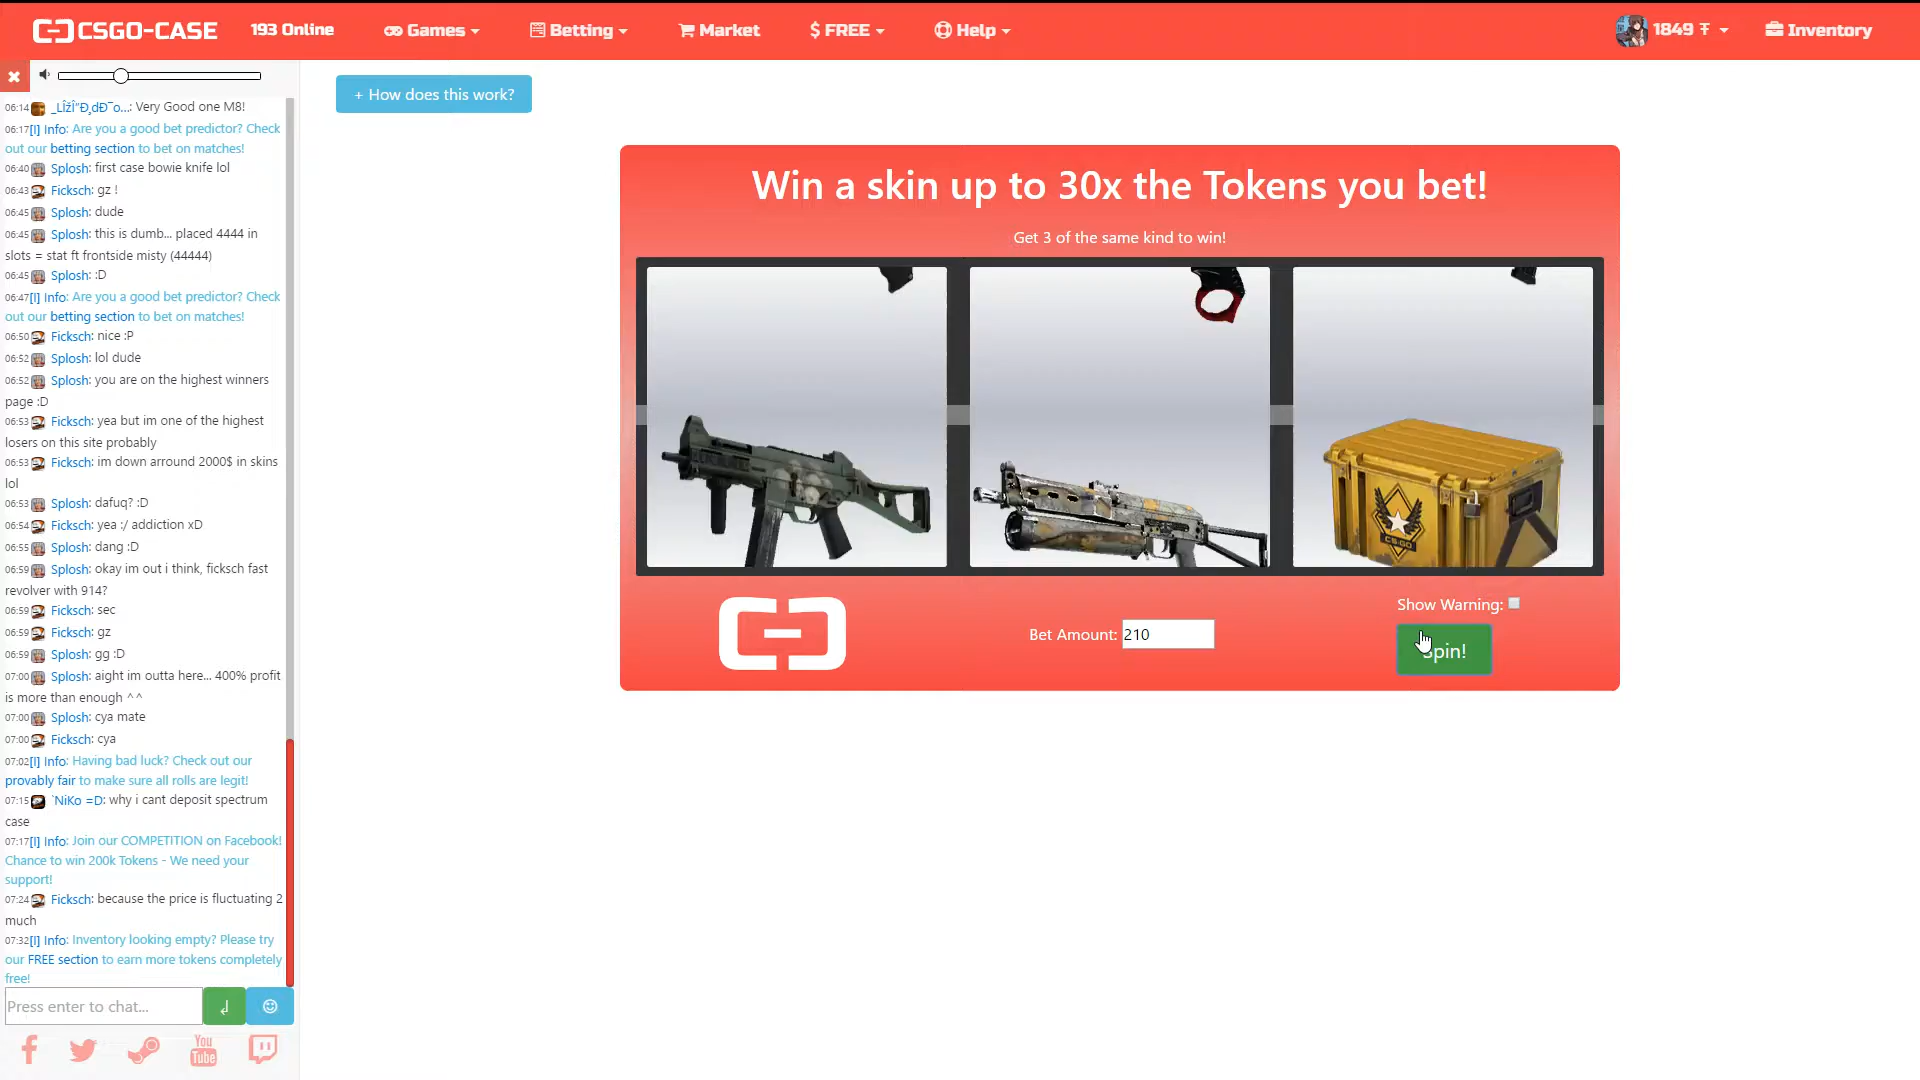 CSGO-CASE
193 Online
Games
Betting
Market
$ FREE
Help
1849 Ŧ
Inventory
+ How does this work?
06:14 _LÎžÎ¨Ð¸dÐ¯o...: Very Good one M8!
06:17[I] Info: Are you a good bet predictor? Check
out our betting section to bet on matches!
06:40 Splosh: first case bowie knife lol
06:43 Ficksch: gz !
06:45 Splosh: dude
06:45 Splosh: this is dumb... placed 4444 in
slots = stat ft frontside misty (44444)
06:45 Splosh: :D
06:47[I] Info: Are you a good bet predictor? Check
out our betting section to bet on matches!
06:50 Ficksch: nice :P
06:52 Splosh: lol dude
06:52 Splosh: you are on the highest winners
page :D
06:53 Ficksch: yea but im one of the highest
losers on this site probably
06:53 Ficksch: im down arround 2000$ in skins
lol
06:53 Splosh: dafuq? :D
06:54 Ficksch: yea :/ addiction xD
06:55 Splosh: dang :D
06:59 Splosh: okay im out i think, ficksch fast
revolver with 914?
06:59 Ficksch: sec
06:59 Ficksch: gz
06:59 Splosh: gg :D
07:00 Splosh: aight im outta here... 400% profit
is more than enough ^^
07:00 Splosh: cya mate
07:00 Ficksch: cya
07:02[I] Info: Having bad luck? Check out our
provably fair to make sure all rolls are legit!
07:15 `NiKo =D: why i cant deposit spectrum
case
07:17[I] Info: Join our COMPETITION on Facebook!
Chance to win 200k Tokens - We need your
support!
07:24 Ficksch: because the price is fluctuating 2
much
07:32[I] Info: Inventory looking empty? Please try
our FREE section to earn more tokens completely
free!
Press enter to chat...
You
Tube
Win a skin up to 30x the Tokens you bet!
Get 3 of the same kind to win!
CS:GO
Bet Amount: 210
Show Warning:
Spin!